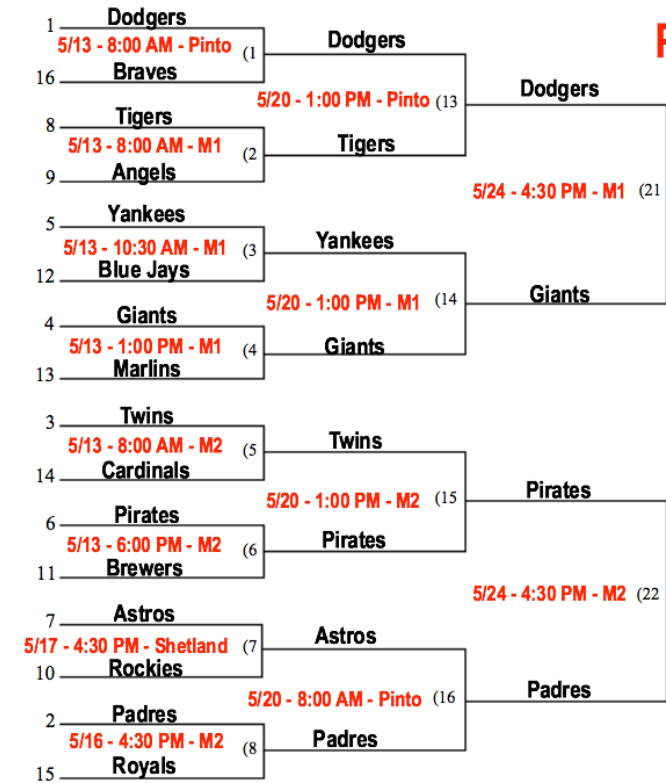 1 Dodgers
5/13 - 8:00 AM - Pinto (1
16 Braves
8 Tigers
5/13 - 8:00 AM - M1 (2
9 Angels
5 Yankees
5/13 - 10:30 AM - M1 (3
12 Blue Jays
4 Giants
5/13 - 1:00 PM - M1 (4
13 Marlins
3 Twins
5/13 - 8:00 AM - M2 (5
14 Cardinals
6 Pirates
5/13 - 6:00 PM - M2 (6
11 Brewers
7 Astros
5/17 - 4:30 PM - Shetland (7
10 Rockies
2 Padres
5/16 - 4:30 PM - M2 (8
15 Royals
Dodgers
5/20 - 1:00 PM - Pinto (13
Tigers
Yankees
5/20 - 1:00 PM - M1 (14
Giants
Twins
5/20 - 1:00 PM - M2 (15
Pirates
Astros
5/20 - 8:00 AM - Pinto (16
Padres
Dodgers
5/24 - 4:30 PM - M1 (21
Giants
Pirates
5/24 - 4:30 PM - M2 (22
Padres